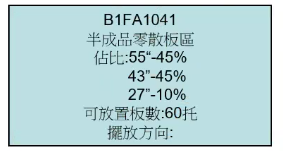 B1FA1041
半成品零散板區
佔比:55“-45%
43”-45%
27”-10%
可放置板數:60托
擺放方向: